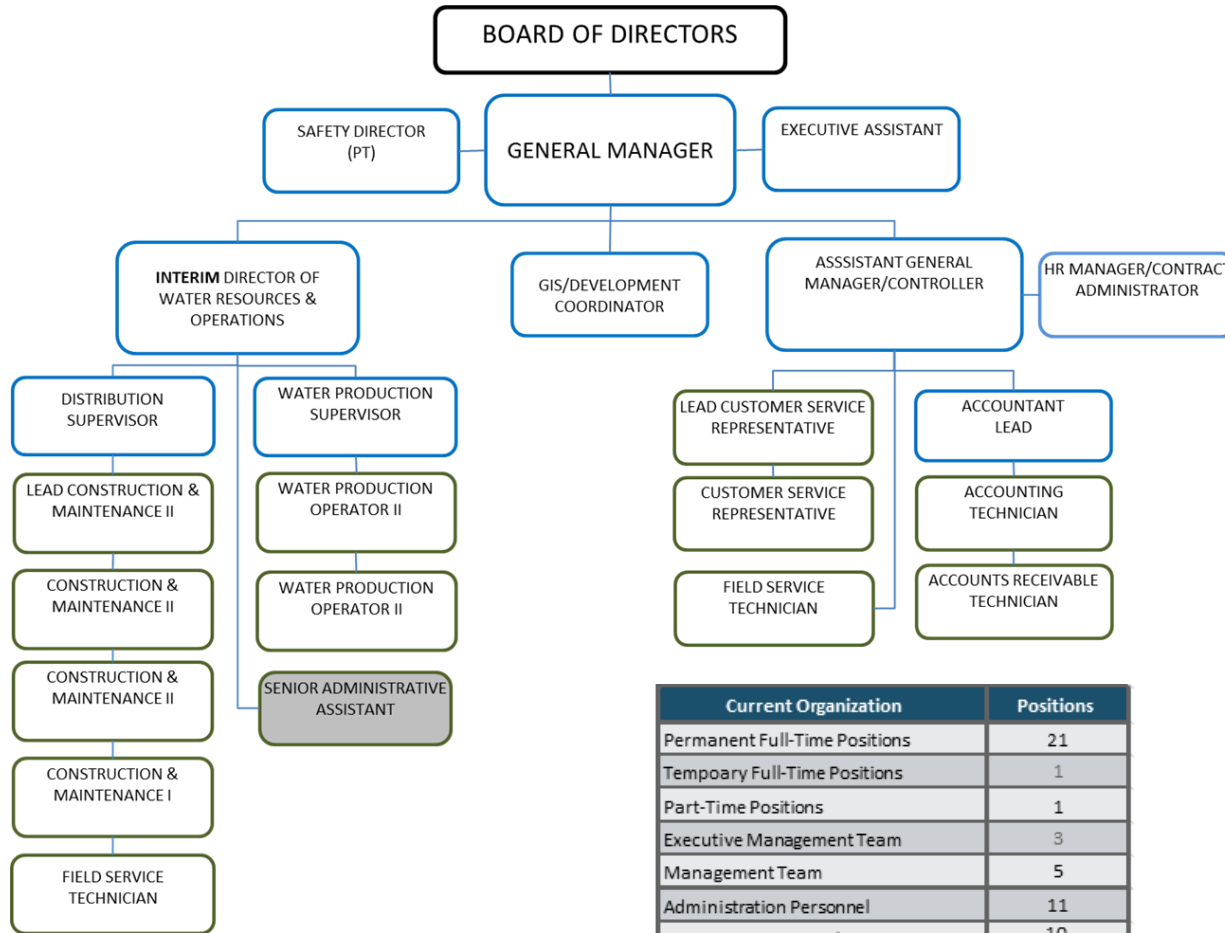 BOARD OF DIRECTORS
SAFETY DIRECTOR
(PT)
GENERAL MANAGER
EXECUTIVE ASSISTANT
INTERIM DIRECTOR OF
WATER RESOURCES &
OPERATIONS
GIS/DEVELOPMENT
COORDINATOR
ASSSISTANT GENERAL
MANAGER/CONTROLLER
HR MANAGER/CONTRACT
ADMINISTRATOR
DISTRIBUTION
SUPERVISOR
WATER PRODUCTION
SUPERVISOR
LEAD CUSTOMER SERVICE
REPRESENTATIVE
ACCOUNTANT
LEAD
LEAD CONSTRUCTION &
MAINTENANCE II
WATER PRODUCTION
OPERATOR II
CUSTOMER SERVICE
REPRESENTATIVE
ACCOUNTING
TECHNICIAN
CONSTRUCTION &
MAINTENANCE II
WATER PRODUCTION
OPERATOR II
FIELD SERVICE
TECHNICIAN
ACCOUNTS RECEIVABLE
TECHNICIAN
CONSTRUCTION &
MAINTENANCE II
SENIOR ADMINISTRATIVE
ASSISTANT
CONSTRUCTION &
MAINTENANCE I
FIELD SERVICE
TECHNICIAN
Current Organization Positions
Permanent Full-Time Positions 21
Tempoary Full-Time Positions 1
Part-Time Positions 1
Executive Management Team 3
Management Team 5
Administration Personnel 11